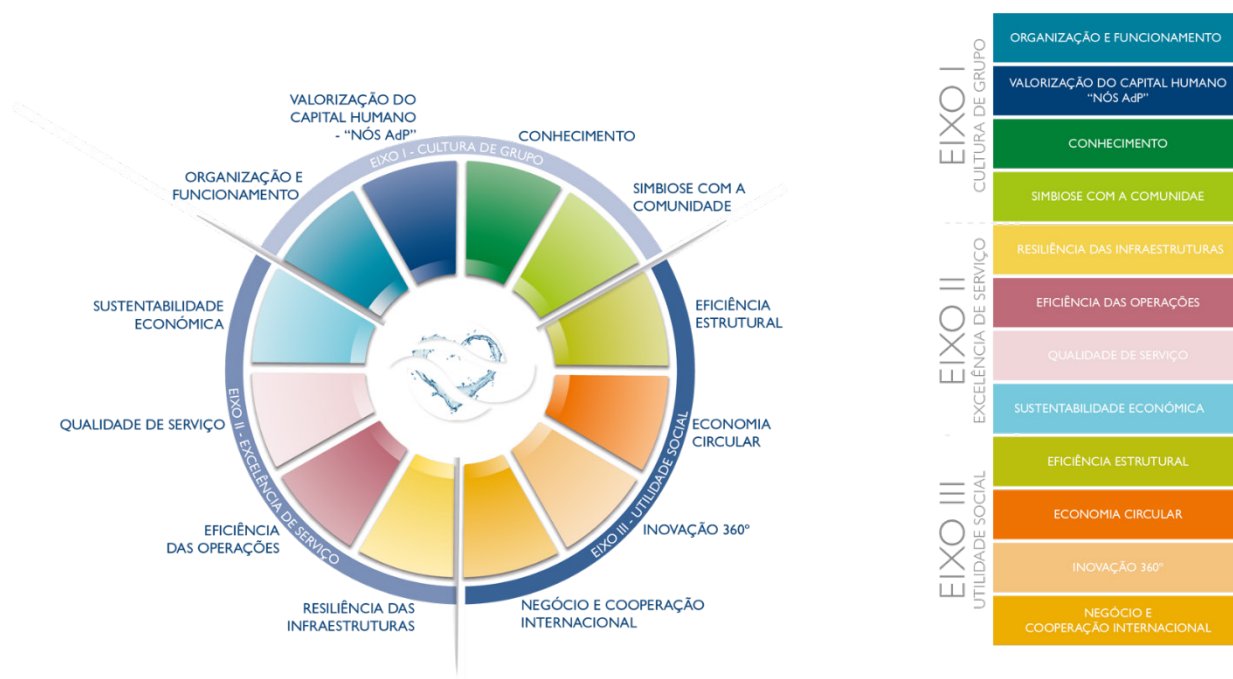 VALORIZAÇÃO DO
CAPITAL HUMANO
- “NÓS AdP”
CONHECIMENTO
ORGANIZAÇÃO E
FUNCIONAMENTO
SIMBIOSE COM A
COMUNIDADE
EIXO I - CULTURA DE GRUPO
SUSTENTABILIDADE
ECONÓMICA
EFICIÊNCIA
ESTRUTURAL
QUALIDADE DE SERVIÇO
ECONOMIA
CIRCULAR
EIXO II - EXCELÊNCIA DE SERVIÇO
EIXO III - UTILIDADE SOCIAL
EFICIÊNCIA
DAS OPERAÇÕES
INOVAÇÃO 360º
RESILIÊNCIA DAS
INFRAESTRUTURAS
NEGÓCIO E COOPERAÇÃO
INTERNACIONAL
EIXO I
CULTURA DE GRUPO
ORGANIZAÇÃO E FUNCIONAMENTO
VALORIZAÇÃO DO CAPITAL HUMANO
“NÓS AdP”
CONHECIMENTO
SIMBIOSE COM A COMUNIDAE
EIXO II
EXCELÊNCIA DE SERVIÇO
RESILIÊNCIA DAS INFRAESTRUTURAS
EFICIÊNCIA DAS OPERAÇÕES
QUALIDADE DE SERVIÇO
SUSTENTABILIDADE ECONÓMICA
EIXO III
UTILIDADE SOCIAL
EFICIÊNCIA ESTRUTURAL
ECONOMIA CIRCULAR
INOVAÇÃO 360º
NEGÓCIO E
COOPERAÇÃO INTERNACIONAL